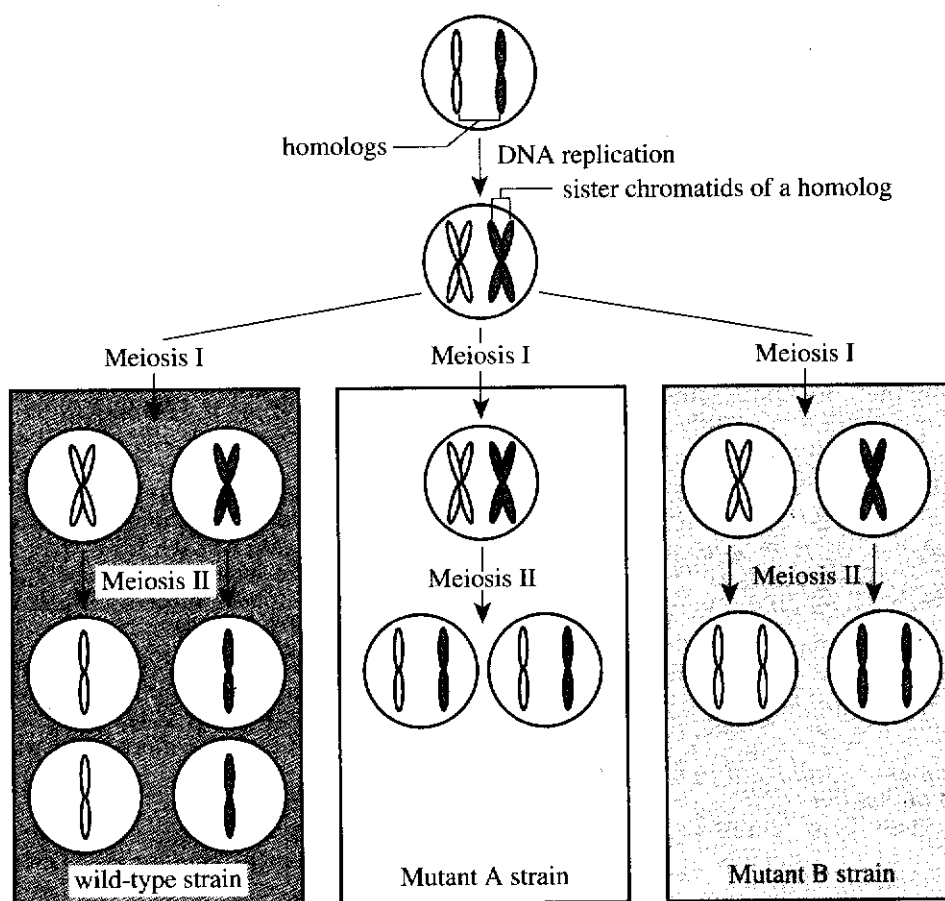 homologs
DNA replication
sister chromatids of a homolog
Meiosis I
Meiosis I
Meiosis I
Meiosis II
Meiosis II
Meiosis II
wild-type strain
Mutant A strain
Mutant B strain